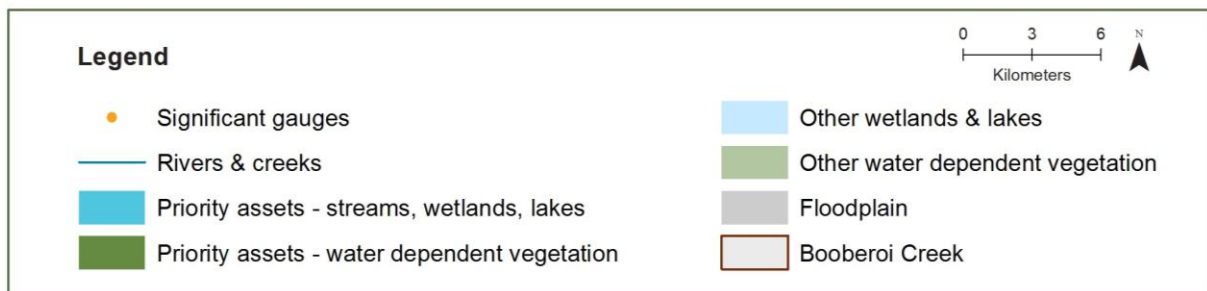 Legend
0 3 6
N
Kilometers
Significant gauges
Rivers & creeks
Priority assets - streams, wetlands, lakes
Priority assets - water dependent vegetation
Other wetlands & lakes
Other water dependent vegetation
Floodplain
Booberoi Creek